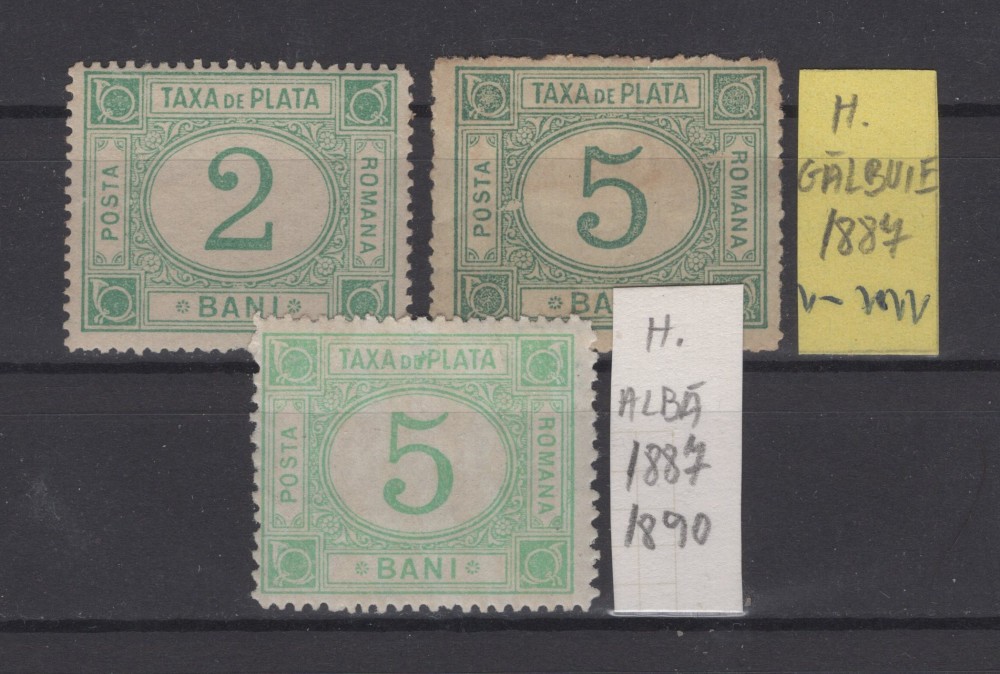 TAXA DE PLATA
POSTA
2
ROMANA
BANI
TAXA DE PLATA
POSTA
5
ROMANA
BA
H.
GĂLBUIE
1887
TAXA DE PLATA
POSTA
5
ROMANA
BANI
H.
ALBĂ
1887
1890